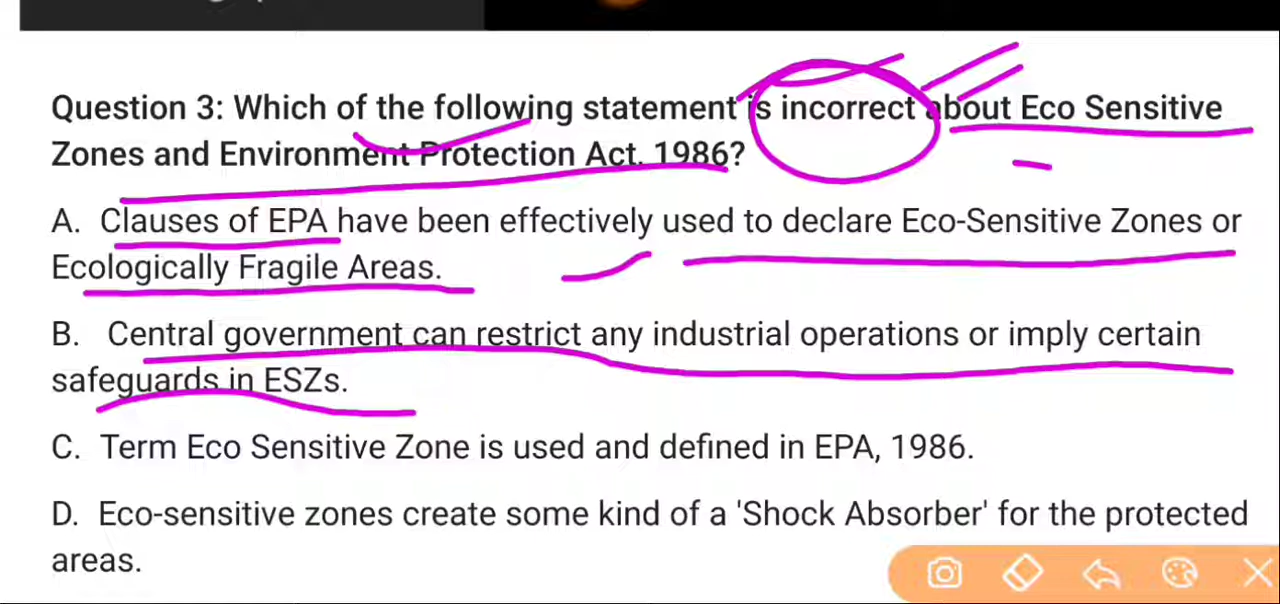 Question 3: Which of the following statement is incorrect about Eco Sensitive
Zones and Environment Protection Act, 1986?
A. Clauses of EPA have been effectively used to declare Eco-Sensitive Zones or
Ecologically Fragile Areas.
B. Central government can restrict any industrial operations or imply certain
safeguards in ESZs.
C. Term Eco Sensitive Zone is used and defined in EPA, 1986.
D. Eco-sensitive zones create some kind of a 'Shock Absorber' for the protected
areas.